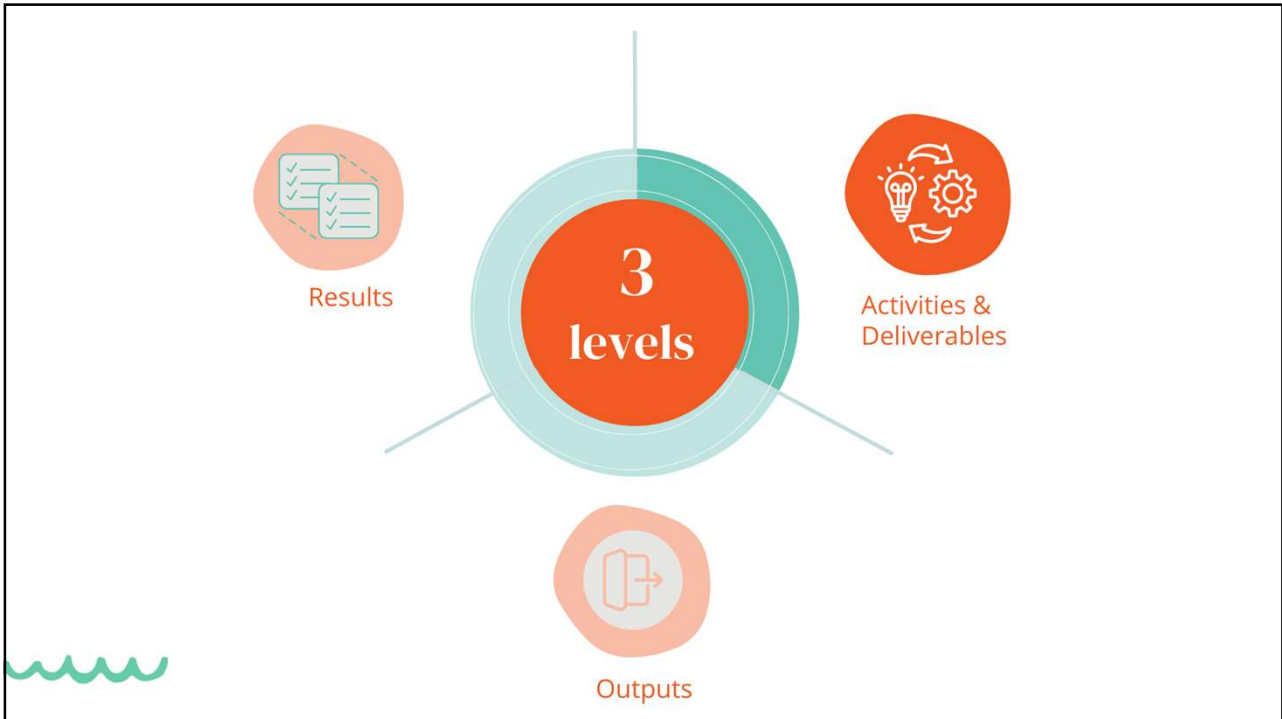 3
levels
Results
Activities &
Deliverables
Outputs